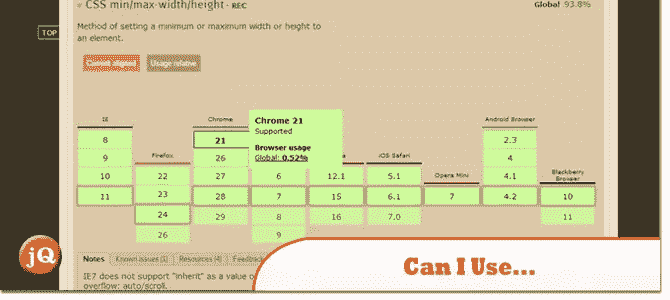 CSS min/max-width/height - REC
Global 93.8%
Method of setting a minimum or maximum width or height to
an element.
TOP
Usage relative
IE
Firefox
Chrome
iOS Safari
Opera Mini
Android Browser
Blackberry
Browser
Chrome 21
Supported
Browser usage
Global: 0.52%
8 21 2.3
9 26 4
10 22 27 6 12.1 5.1 4.1
11 23 28 7 15 6.1 7 4.2 10
24 29 8 16 7.0 11
26 9
Notes Known issues (1) Resources (4) Feedback
IE7 does not support "inherit" as a value o
overflow: auto/scroll.
jQ
Can I Use...